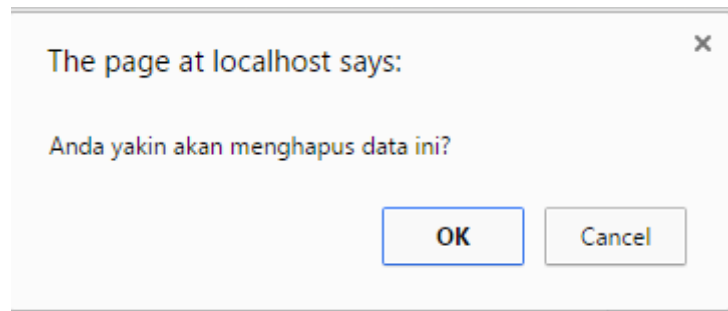 The page at localhost says:
Anda yakin akan menghapus data ini?
OK Cancel